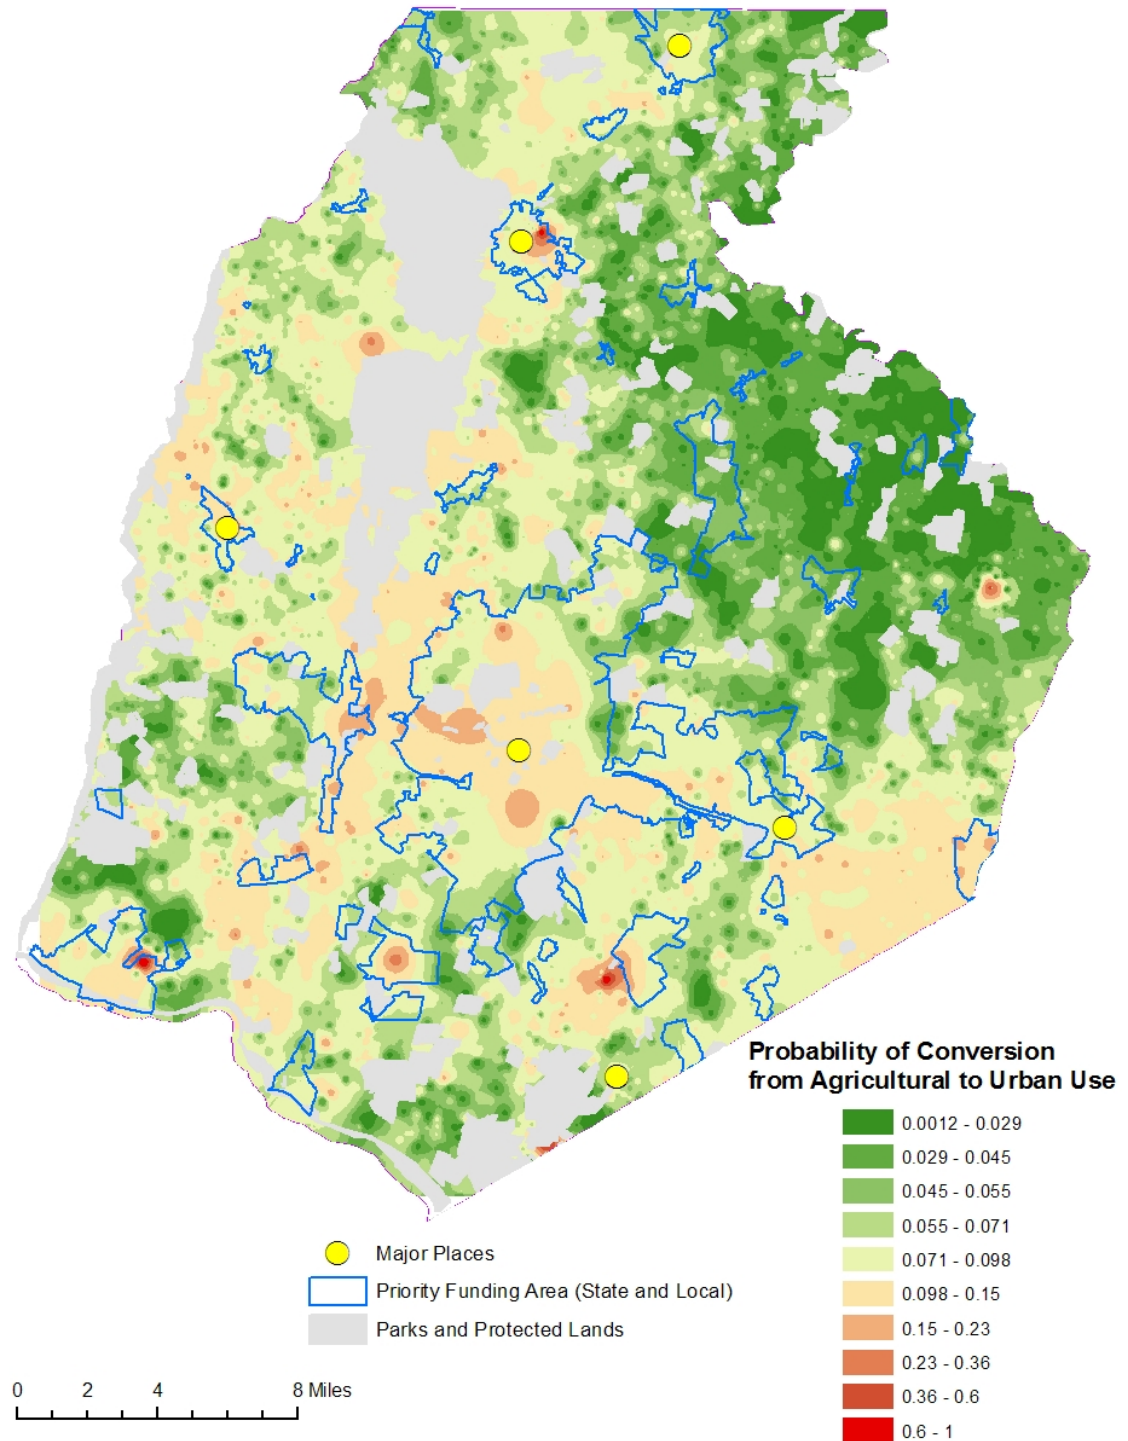 Probability of Conversion
from Agricultural to Urban Use
0.0012 - 0.029
0.029 - 0.045
0.045 - 0.055
0.055 - 0.071
0.071 - 0.098
0.098 - 0.15
0.15 - 0.23
0.23 - 0.36
0.36 - 0.6
0.6 - 1
Major Places
Priority Funding Area (State and Local)
Parks and Protected Lands
0 2 4 8 Miles